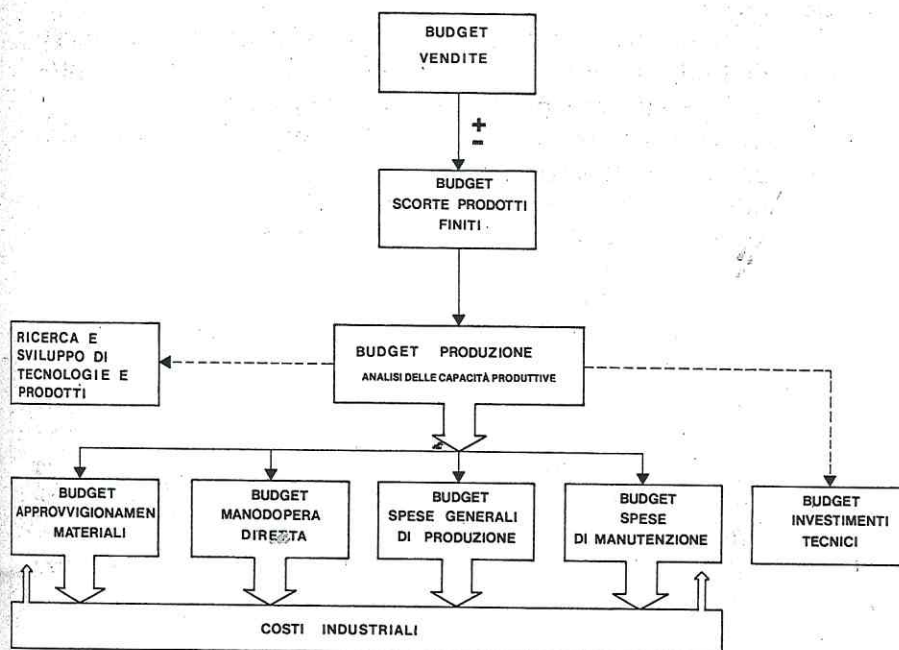 BUDGET
VENDITE
+
-
BUDGET
SCORTE PRODOTTI
FINITI
RICERCA E
SVILUPPO DI
TECNOLOGIE E
PRODOTTI
BUDGET PRODUZIONE
ANALISI DELLE CAPACITÀ PRODUTTIVE
BUDGET
APPROVVIGIONAMEN
MATERIALI
BUDGET
MANODOPERA
DIRETTA
BUDGET
SPESE GENERALI
DI PRODUZIONE
BUDGET
SPESE
DI MANUTENZIONE
BUDGET
INVESTIMENTI
TECNICI
COSTI INDUSTRIALI